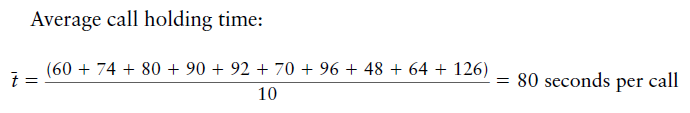 Average call holding time:
t̄ = (60 + 74 + 80 + 90 + 92 + 70 + 96 + 48 + 64 + 126) / 10 = 80 seconds per call